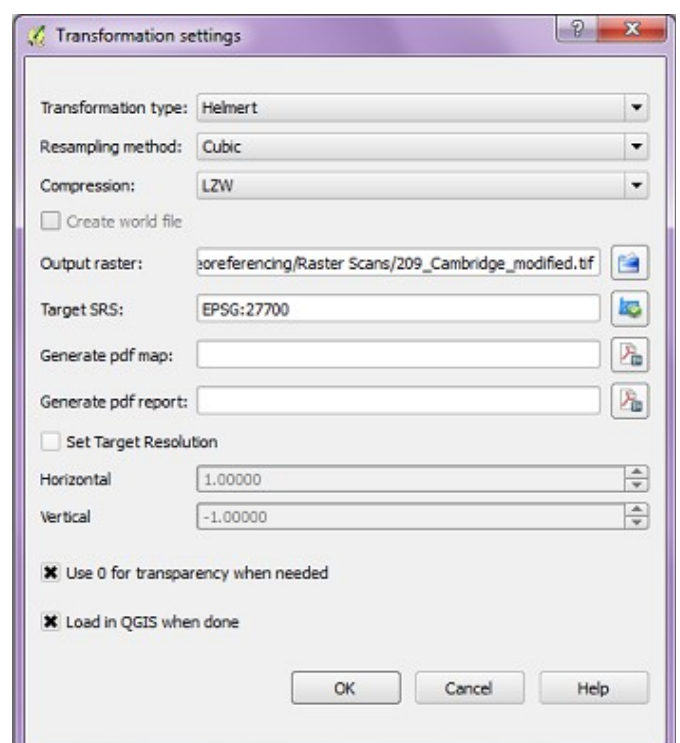 Transformation settings
Transformation type: Helmert
Resampling method: Cubic
Compression: LZW
Create world file
Output raster: eoreferencing/Raster Scans/209_Cambridge_modified.tif
Target SRS: EPSG:27700
Generate pdf map:
Generate pdf report:
Set Target Resolution
Horizontal 1.00000
Vertical -1.00000
Use 0 for transparency when needed
Load in QGIS when done
OK Cancel Help